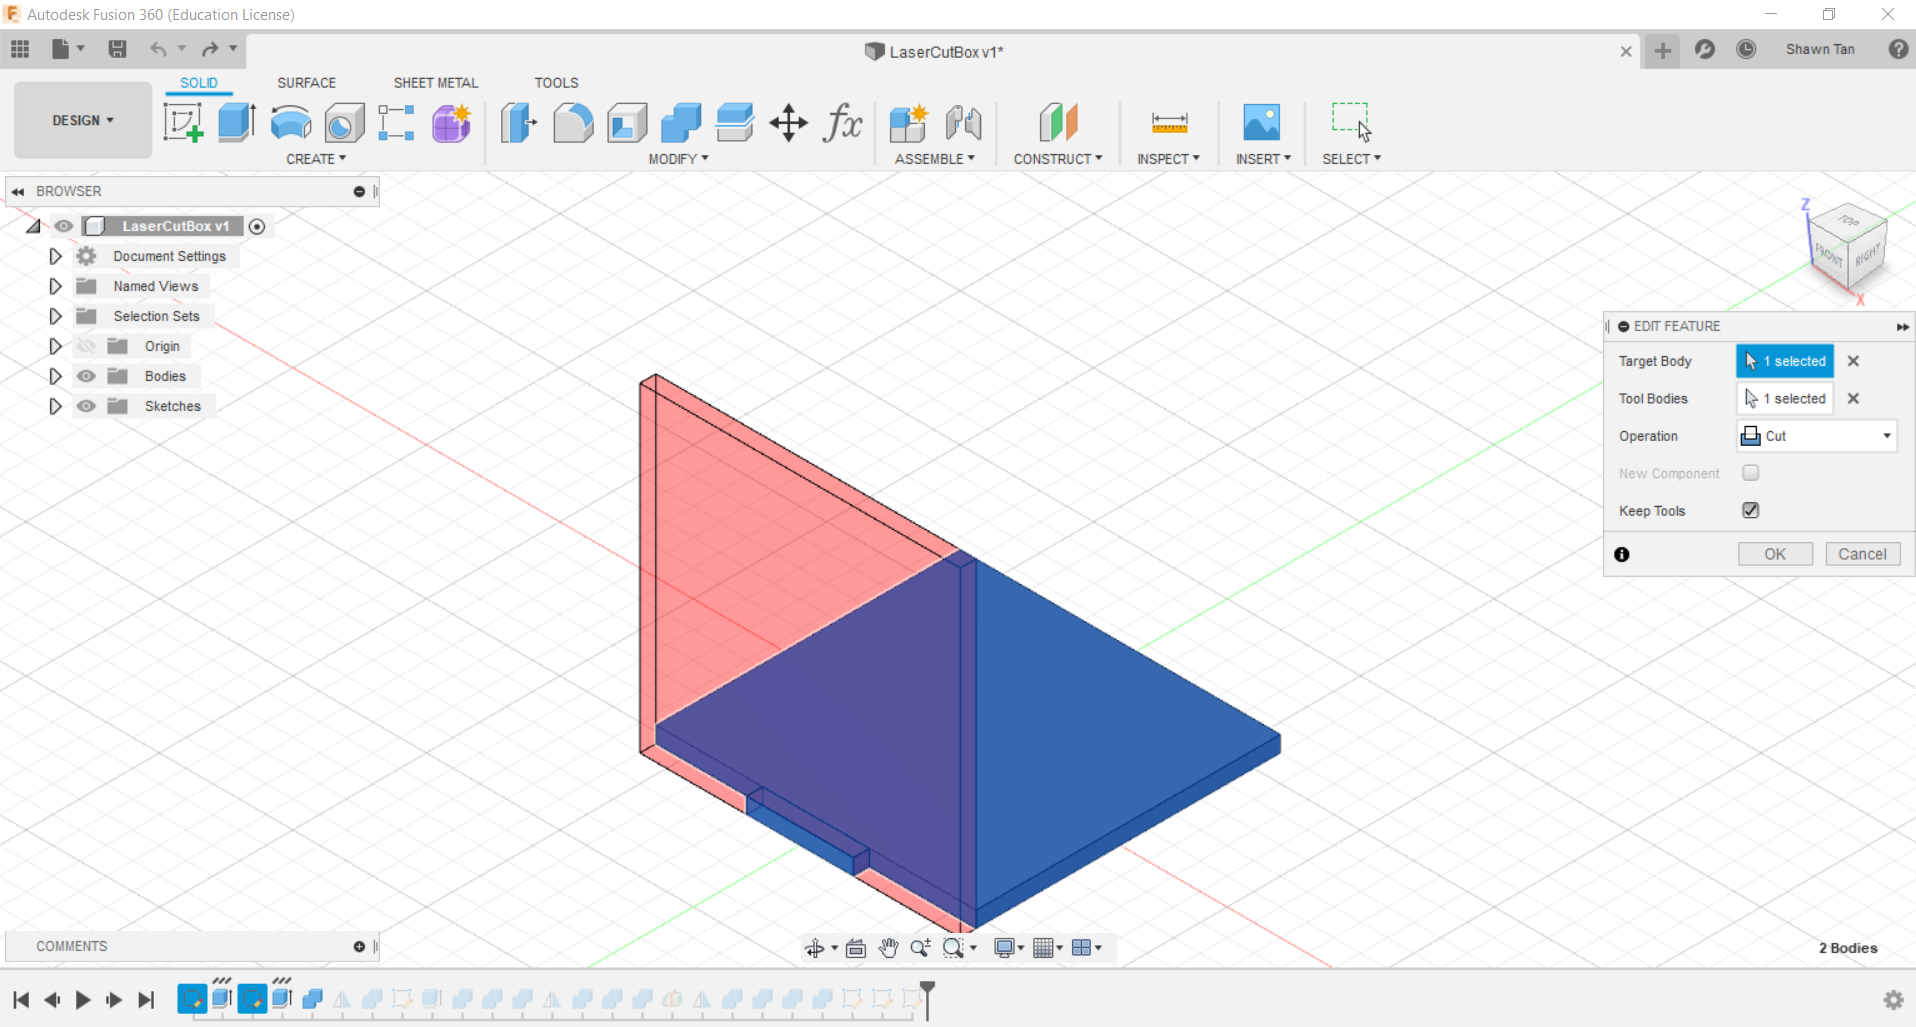 Autodesk Fusion 360 (Education License)
LaserCutBox v1*
Shawn Tan
DESIGN
SOLID
SURFACE
SHEET METAL
TOOLS
CREATE
MODIFY
ASSEMBLE
CONSTRUCT
INSPECT
INSERT
SELECT
BROWSER
LaserCutBox v1
Document Settings
Named Views
Selection Sets
Origin
Bodies
Sketches
Z
TOP
FRONT
RIGHT
X
EDIT FEATURE
Target Body 1 selected
Tool Bodies 1 selected
Operation Cut
New Component
Keep Tools
OK Cancel
COMMENTS
2 Bodies